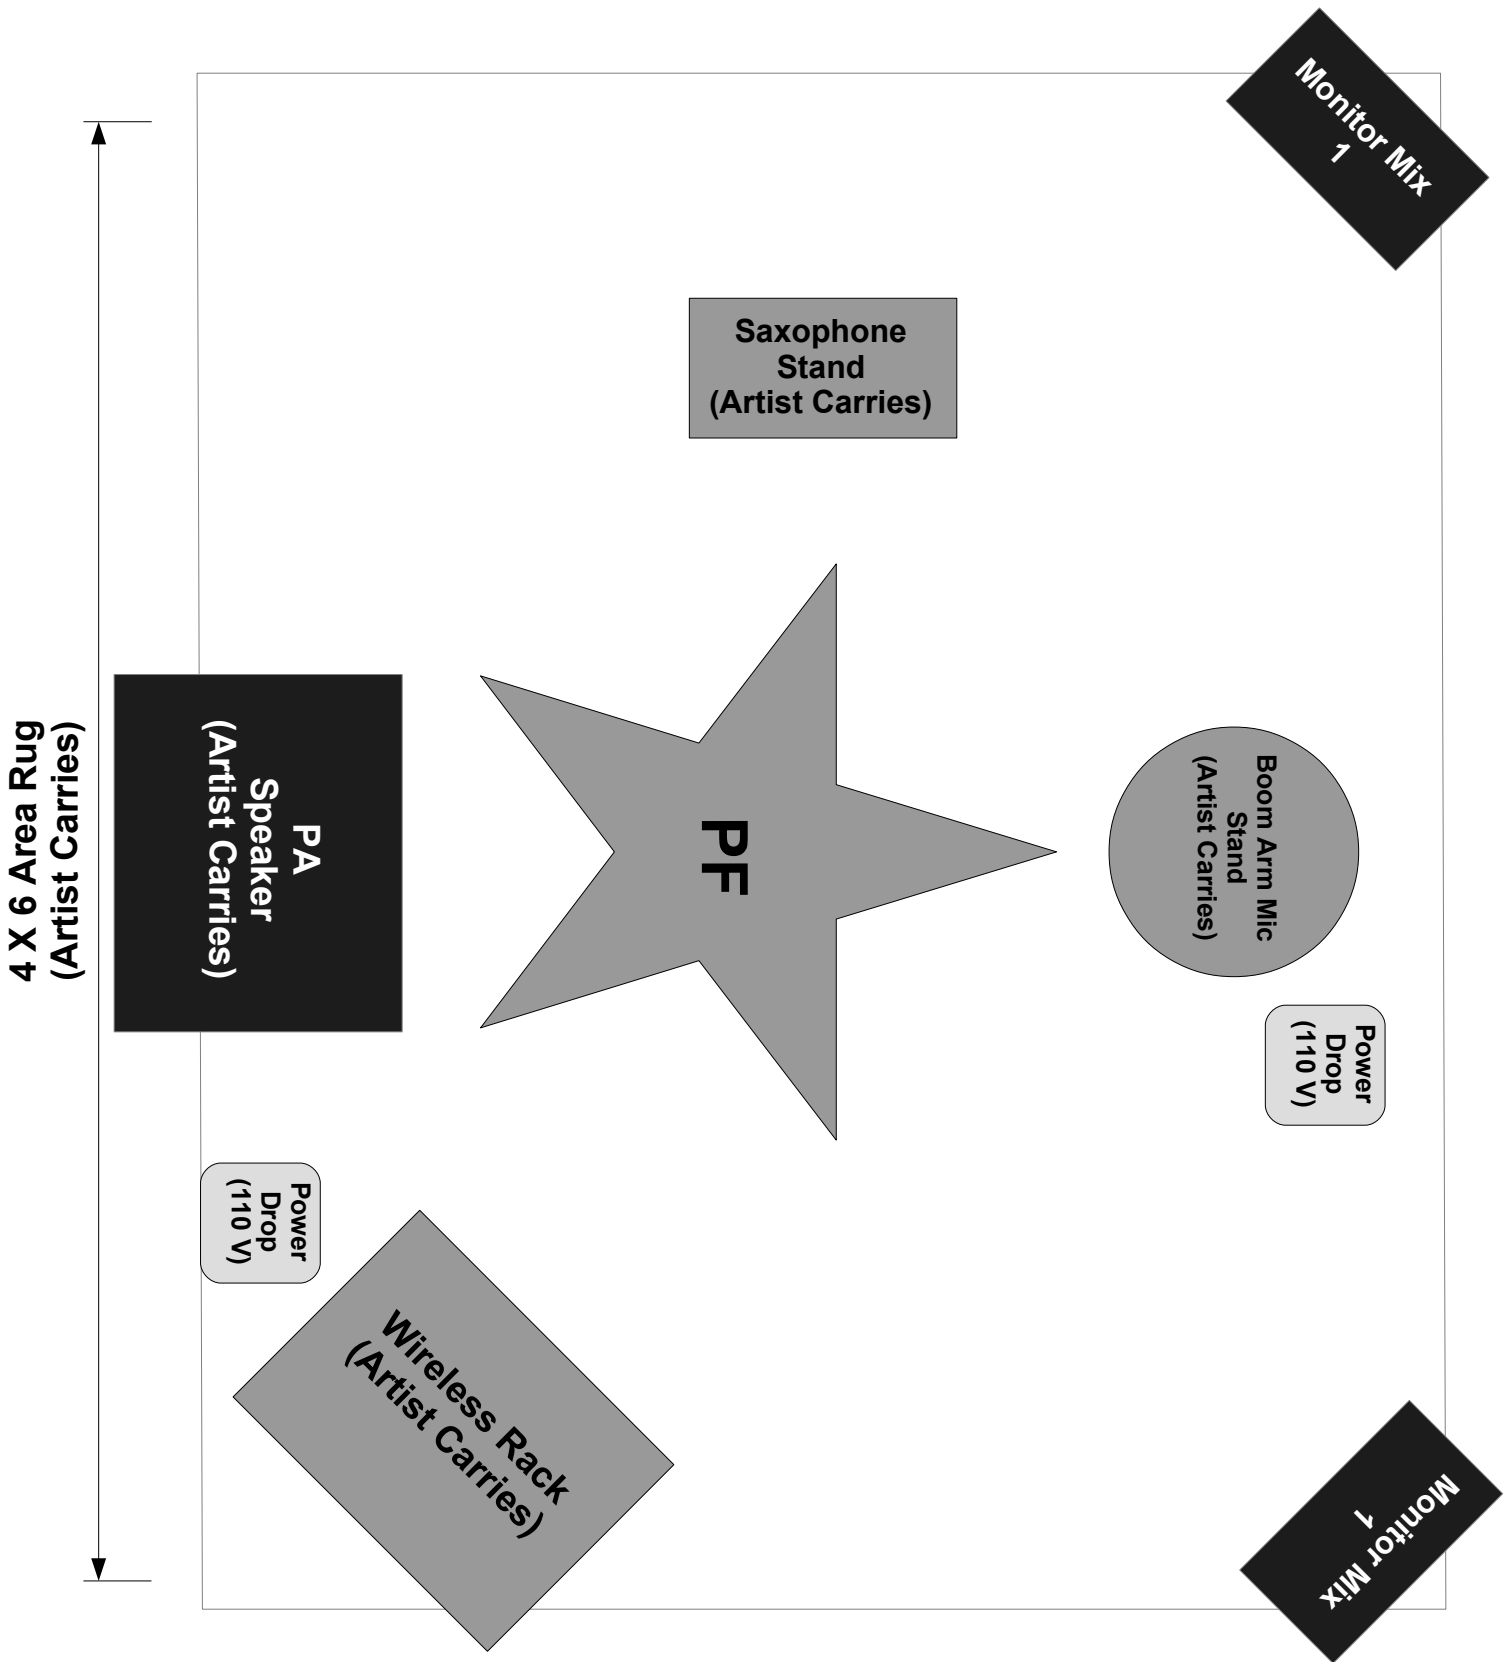 Monitor Mix
1
Saxophone
Stand
(Artist Carries)
4 X 6 Area Rug
(Artist Carries)
PA
Speaker
(Artist Carries)
PF
Boom Arm Mic
Stand
(Artist Carries)
Power
Drop
(110 V)
Power
Drop
(110 V)
Wireless Rack
(Artist Carries)
Monitor Mix
1